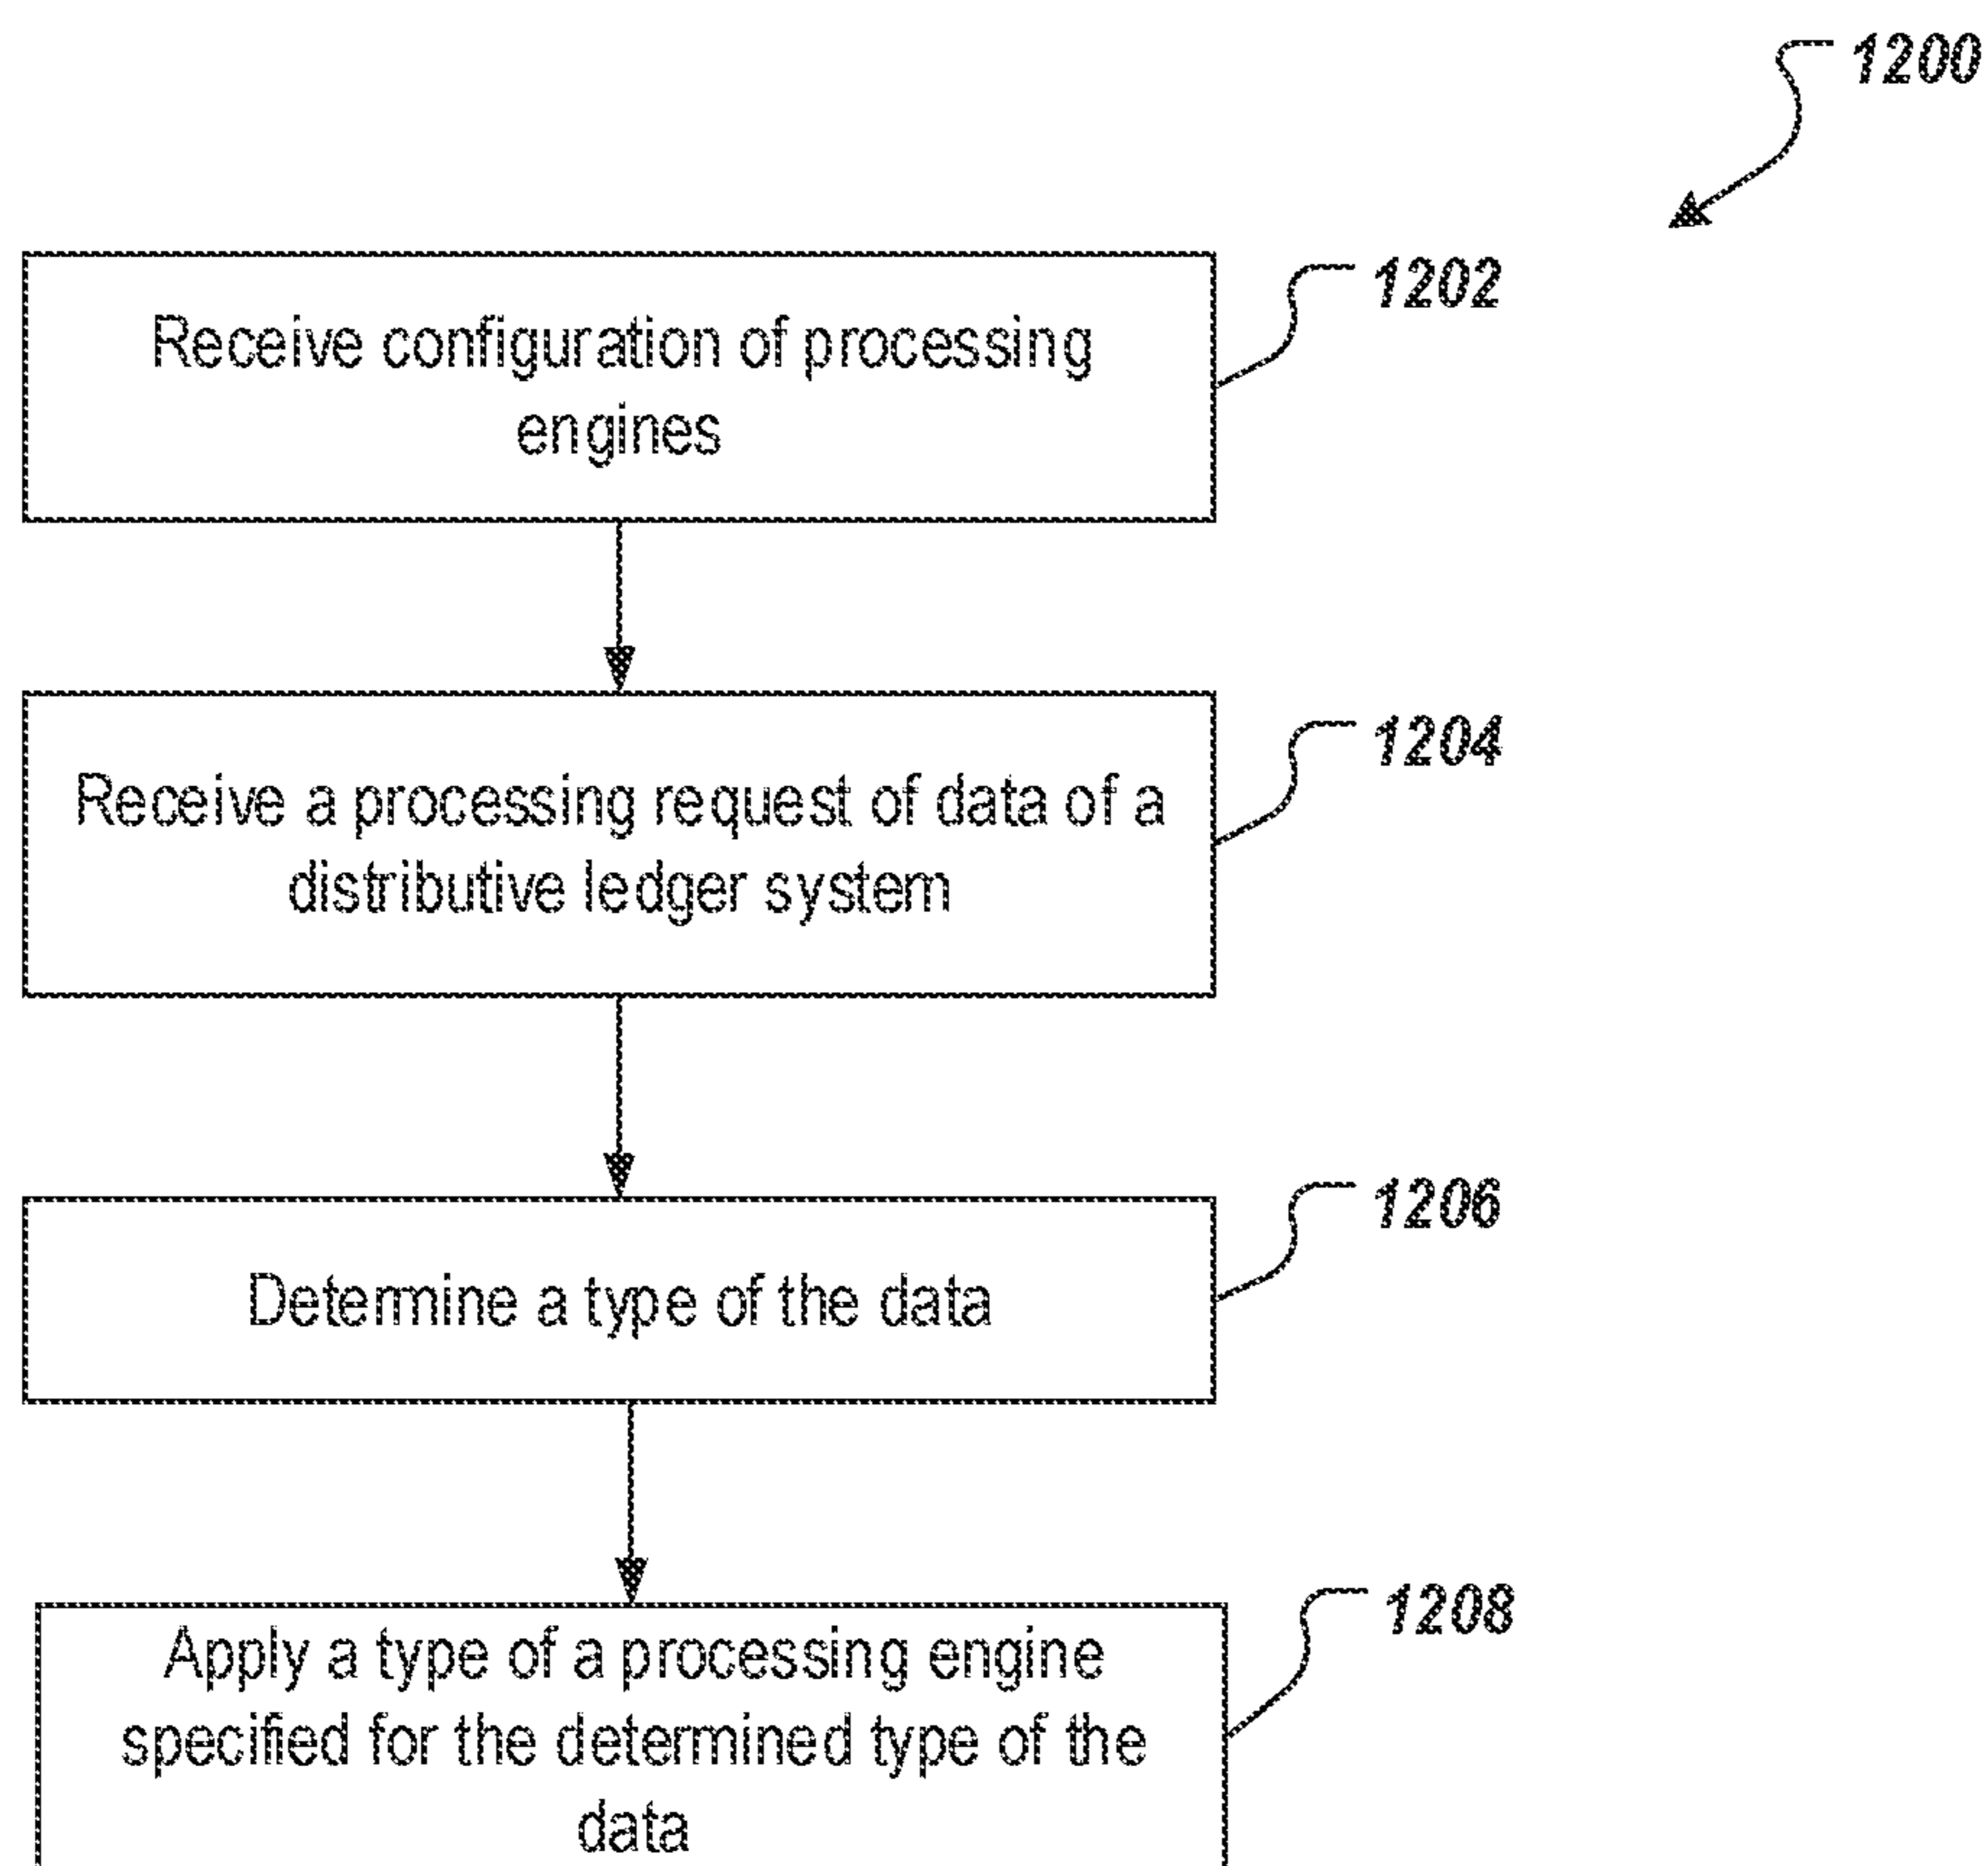 1200
1202
Receive configuration of processing
engines
1204
Receive a processing request of data of a
distributive ledger system
1206
Determine a type of the data
1208
Apply a type of a processing engine
specified for the determined type of the
data